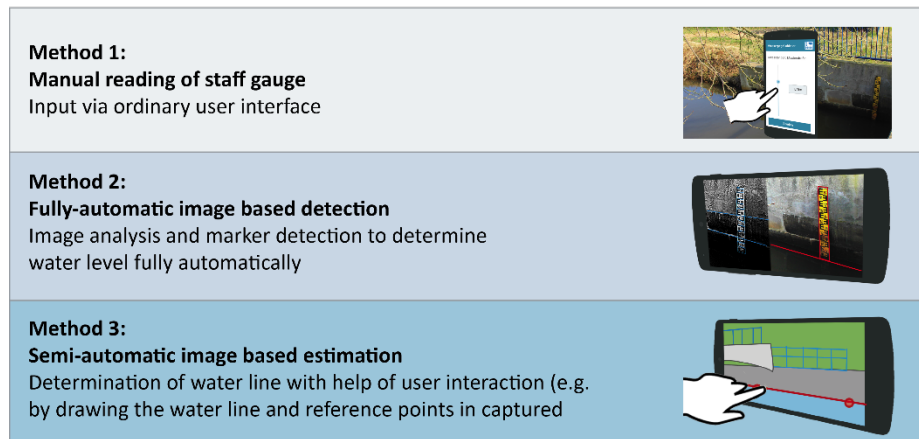 Method 1:
Manual reading of staff gauge
Input via ordinary user interface
Method 2:
Fully-automatic image based detection
Image analysis and marker detection to determine
water level fully automatically
Method 3:
Semi-automatic image based estimation
Determination of water line with help of user interaction (e.g.
by drawing the water line and reference points in captured